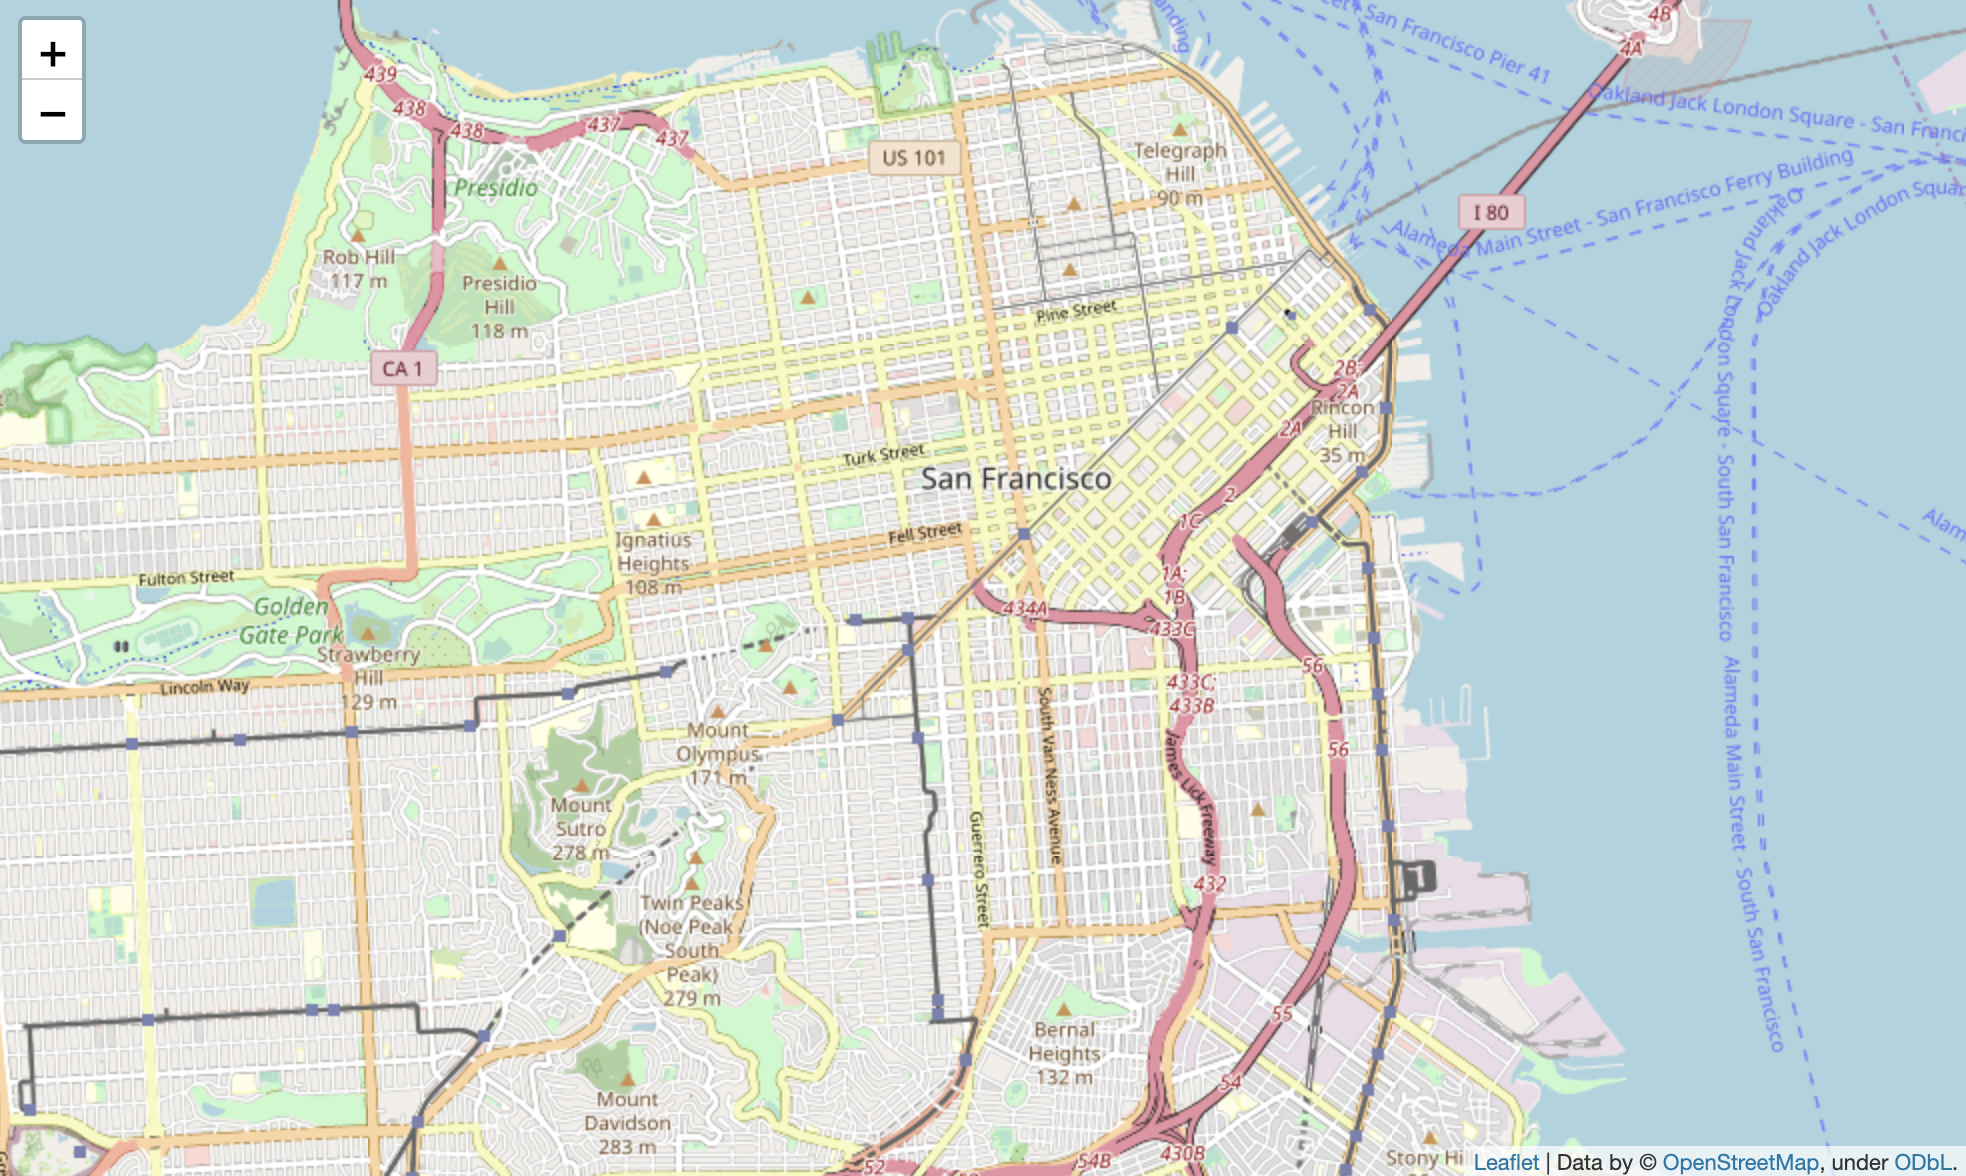 +
−
439
438
438
437
437
Presidio
US 101
Telegraph
Hill
90 m
anding
San Francisco Pier 41
4B
4A
Oakland Jack London Square - San Franci
I 80
Alameda Main Street - San Francisco Ferry Building
Oakland Jack London Square - South San Francisco
Oakland Jack London Squar
Rob Hill
117 m
Presidio
Hill
118 m
Pine Street
CA 1
2B;
2A
Rincon
Hill
35 m
2A
Turk Street
San Francisco
2
1C
Fell Street
Ignatius
Heights
108 m
1A;
1B
Alam
Fulton Street
Golden
Gate Park
Strawberry
Hill
129 m
Lincoln Way
434A
433C
56
433C;
433B
South Van Ness Avenue
James Lick Freeway
56
Mount
Olympus
171 m
Mount
Sutro
278 m
Guerrero Street
432
Alameda Main Street - South San Francisco
Twin Peaks
(Noe Peak /
South
Peak)
279 m
Bernal
Heights
132 m
55
54
Mount
Davidson
283 m
52
54B
430B
Stony Hi
Leaflet | Data by © OpenStreetMap, under ODbL.